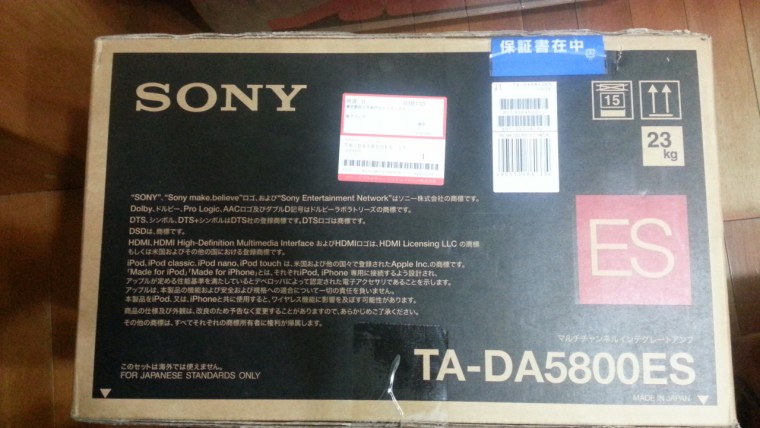 保証書在中
SONY
15
23
kg
TA-DA5800ES
1
"SONY"、"Sony make.believe"ロゴ、および"Sony Entertainment Network"はソニー株式会社の商標です。
Dolby、ドルビー、Pro Logic、AACロゴ及びダブルD記号はドルビーラボラトリーズの商標です。
DTS、シンボル、DTS+シンボルはDTS社の登録商標です。DTSロゴは商標です。
DSDは、商標です。
HDMI、HDMI High-Definition Multimedia Interface およびHDMIロゴは、HDMI Licensing LLC の商標
もしくは米国およびその他の国における登録商標です。
iPod、iPod classic、iPod nano、iPod touch は、米国および他の国々で登録されたApple Inc.の商標です。
「Made for iPod」「Made for iPhone」とは、それぞれiPod、iPhone 専用に接続するよう設計され、
アップルが定める性能基準を満たしているとデベロッパによって認定された電子アクセサリであることを示します。
アップルは、本製品の機能および安全および規格への適合について一切の責任を負いません。
本製品をiPod、又は、iPhoneと共に使用すると、ワイヤレス機能に影響を及ぼす可能性があります。
商品の仕様及び外観は、改良のため予告なく変更することがありますので、あらかじめご了承ください。
その他の商標は、すべてそれぞれの商標所有者に権利が帰属します。
ES
マルチチャンネルインテグレートアンプ
TA-DA5800ES
このセットは海外では使えません。
FOR JAPANESE STANDARDS ONLY
MADE IN JAPAN